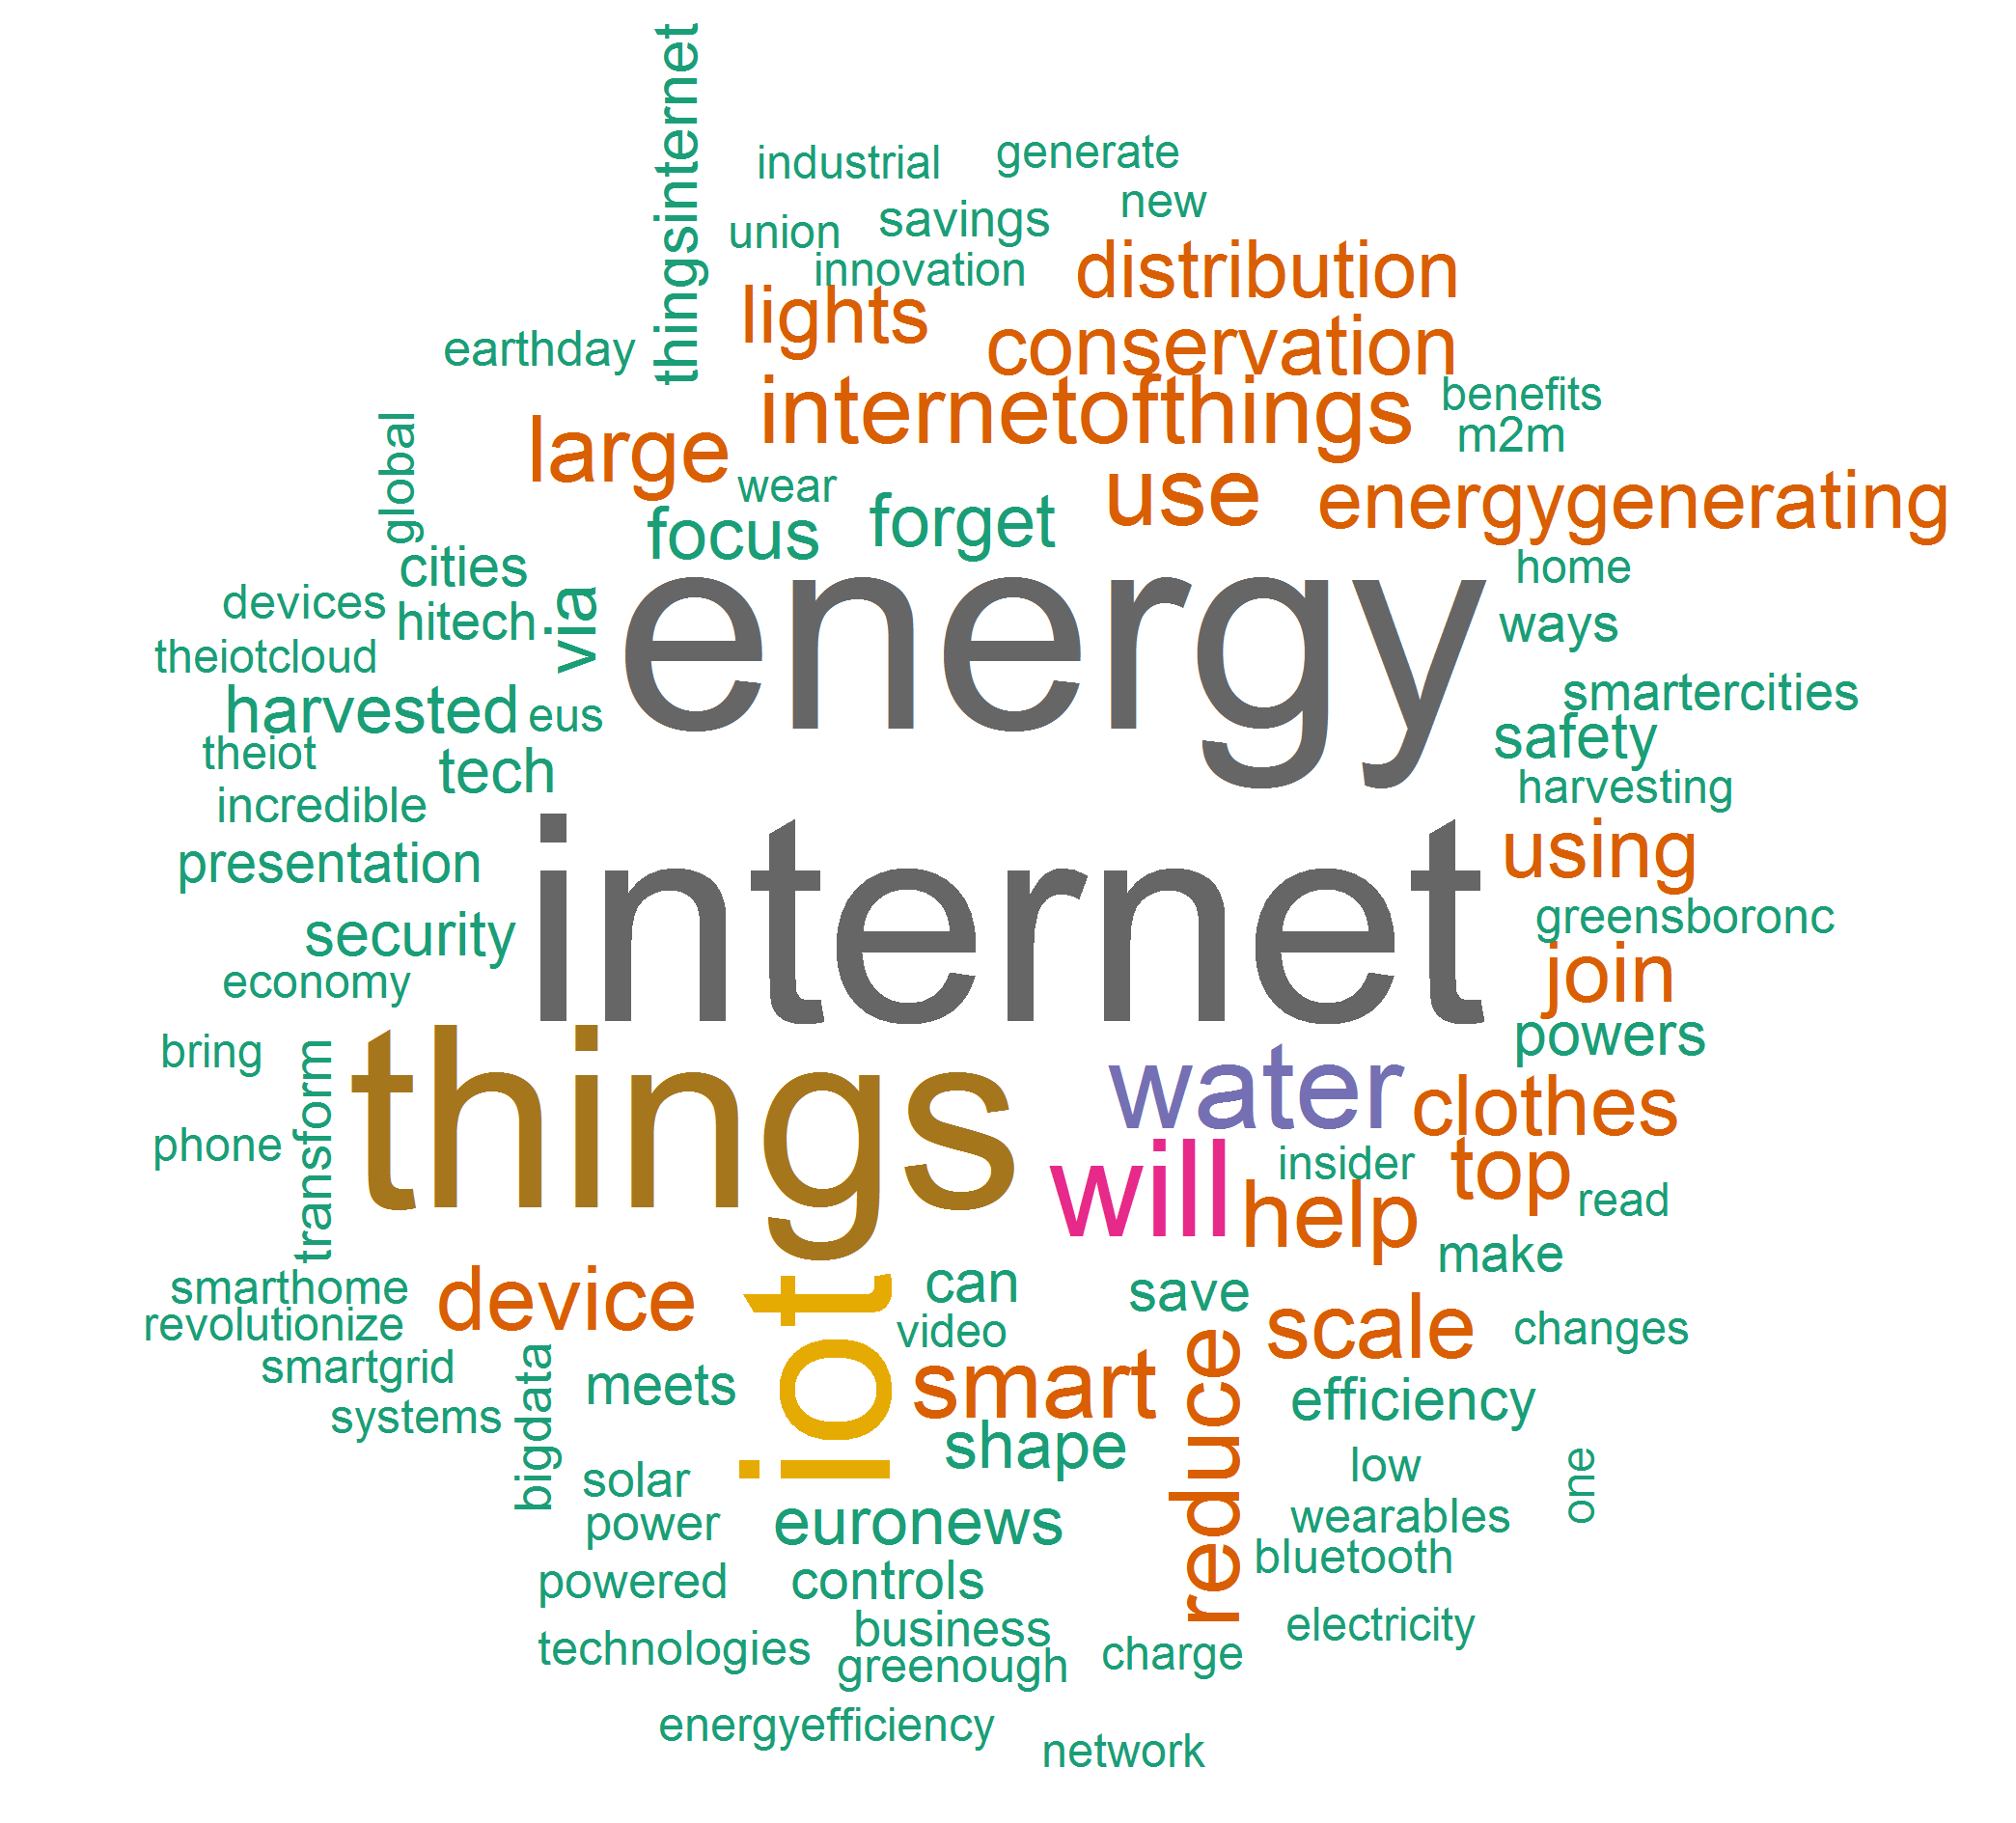 thingsinternet
industrial
generate
new
union
savings
innovation
distribution
lights
earthday
conservation
internetofthings
benefits
m2m
global
large
wear
use
energygenerating
focus
forget
cities
home
devices
hitech
via
energy
ways
theiotcloud
smartercities
harvested
eus
safety
theiot
tech
harvesting
incredible
internet
using
presentation
greensboronc
security
join
economy
powers
bring
transform
things
water
clothes
phone
will
insider
top
read
help
make
smarthome
device
iot
can
save
scale
revolutionize
video
changes
smartgrid
bigdata
meets
smart
reduce
efficiency
systems
shape
low
one
solar
power
euronews
wearables
bluetooth
powered
controls
business
electricity
technologies
greenough
charge
energyefficiency
network